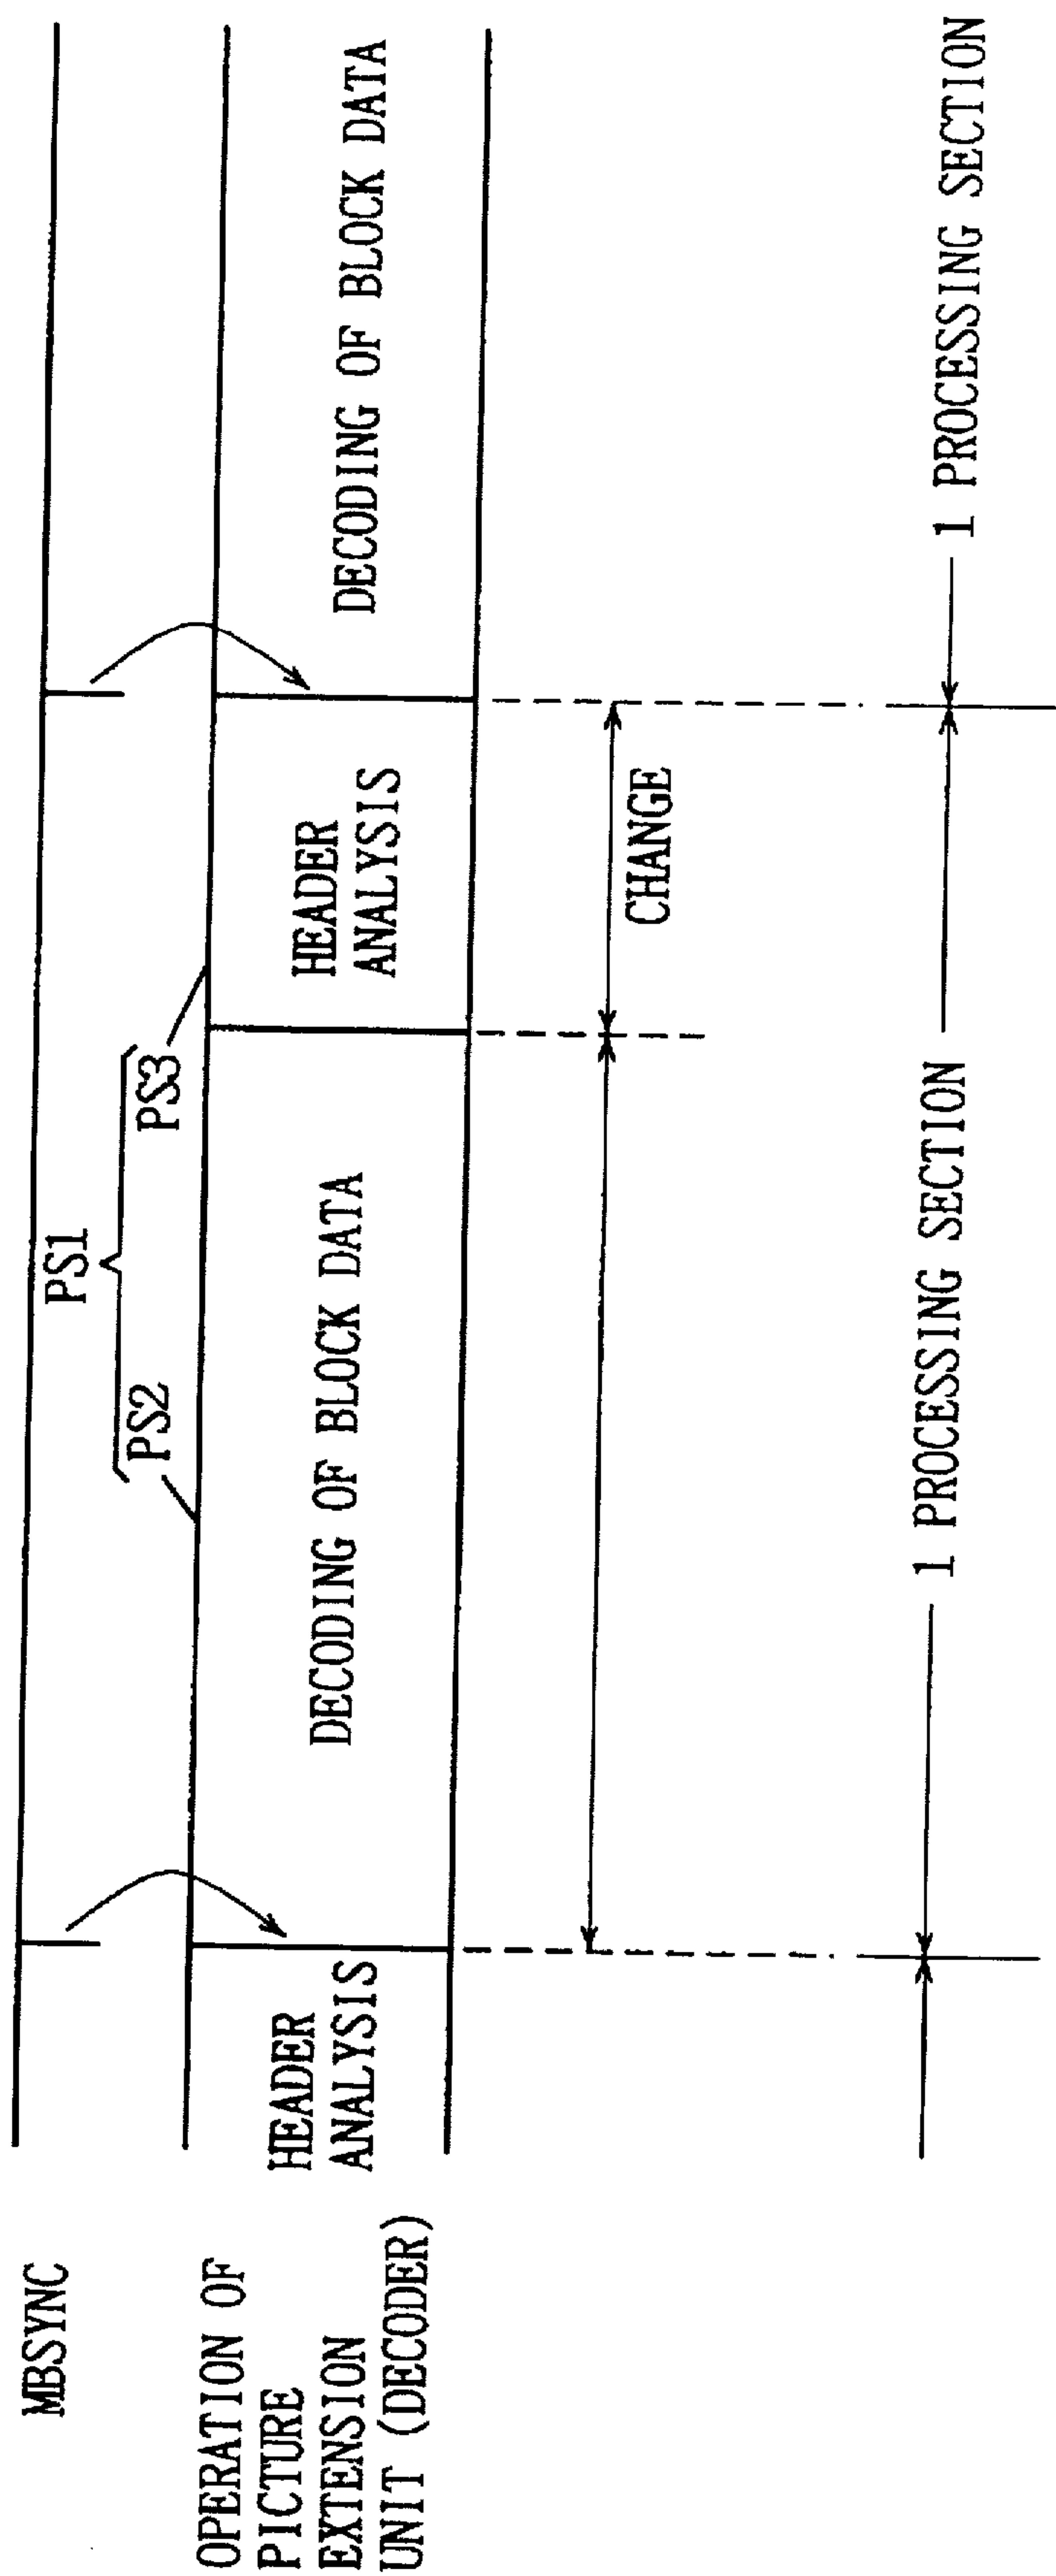 MBSYNC
PS1
PS2
PS3
OPERATION OF
PICTURE
EXTENSION
UNIT (DECODER)
HEADER
ANALYSIS
DECODING OF BLOCK DATA
HEADER
ANALYSIS
DECODING OF BLOCK DATA
CHANGE
1 PROCESSING SECTION
1 PROCESSING SECTION